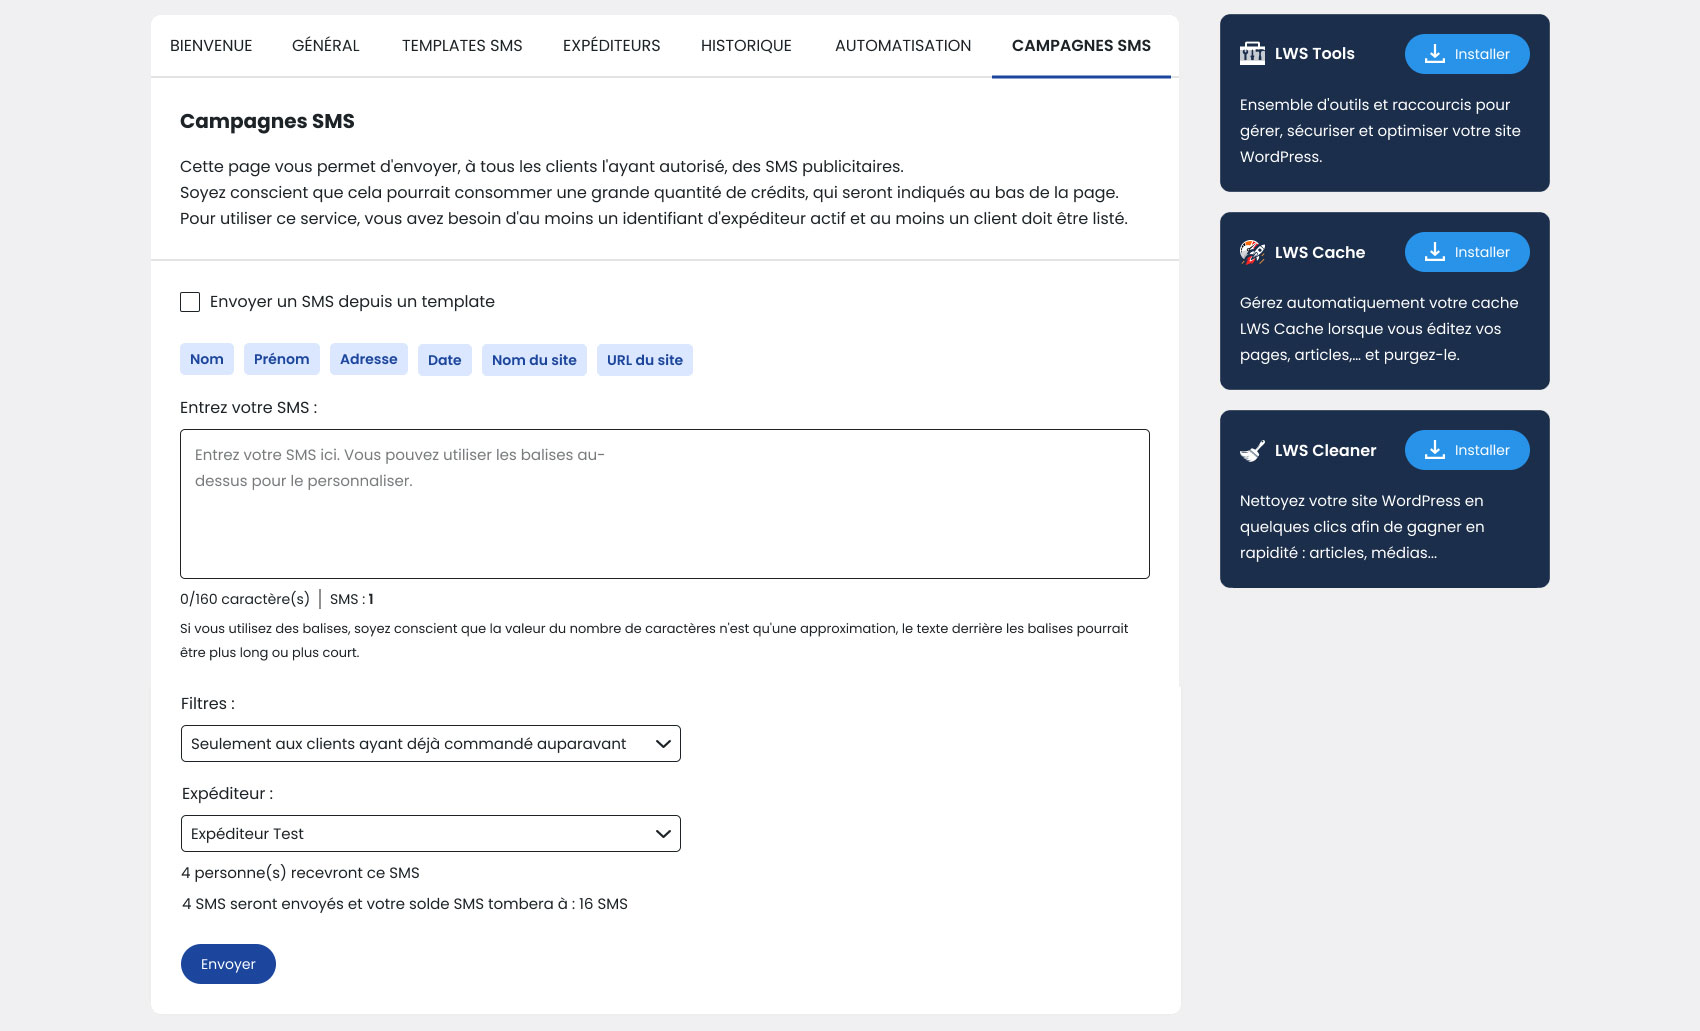 BIENVENUE GÉNÉRAL TEMPLATES SMS EXPÉDITEURS HISTORIQUE AUTOMATISATION CAMPAGNES SMS
Campagnes SMS
Cette page vous permet d'envoyer, à tous les clients l'ayant autorisé, des SMS publicitaires.
Soyez conscient que cela pourrait consommer une grande quantité de crédits, qui seront indiqués au bas de la page.
Pour utiliser ce service, vous avez besoin d'au moins un identifiant d'expéditeur actif et au moins un client doit être listé.
Envoyer un SMS depuis un template
Nom Prénom Adresse Date Nom du site URL du site
Entrez votre SMS :
Entrez votre SMS ici. Vous pouvez utiliser les balises au-
dessus pour le personnaliser.
0/160 caractère(s) SMS : 1
Si vous utilisez des balises, soyez conscient que la valeur du nombre de caractères n'est qu'une approximation, le texte derrière les balises pourrait
être plus long ou plus court.
Filtres :
Seulement aux clients ayant déjà commandé auparavant
Expéditeur :
Expéditeur Test
4 personne(s) recevront ce SMS
4 SMS seront envoyés et votre solde SMS tombera à : 16 SMS
Envoyer
LWS Tools Installer
Ensemble d'outils et raccourcis pour
gérer, sécuriser et optimiser votre site
WordPress.
LWS Cache Installer
Gérez automatiquement votre cache
LWS Cache lorsque vous éditez vos
pages, articles,... et purgez-le.
LWS Cleaner Installer
Nettoyez votre site WordPress en
quelques clics afin de gagner en
rapidité : articles, médias...